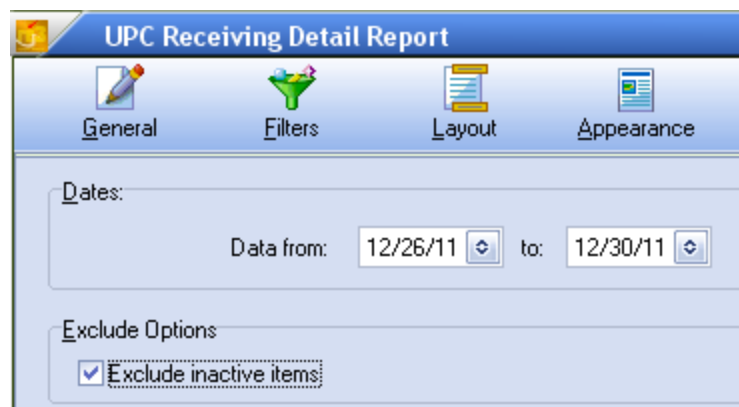 UPC Receiving Detail Report
General Filters Layout Appearance
Dates:
Data from: 12/26/11 to: 12/30/11
Exclude Options
Exclude inactive items